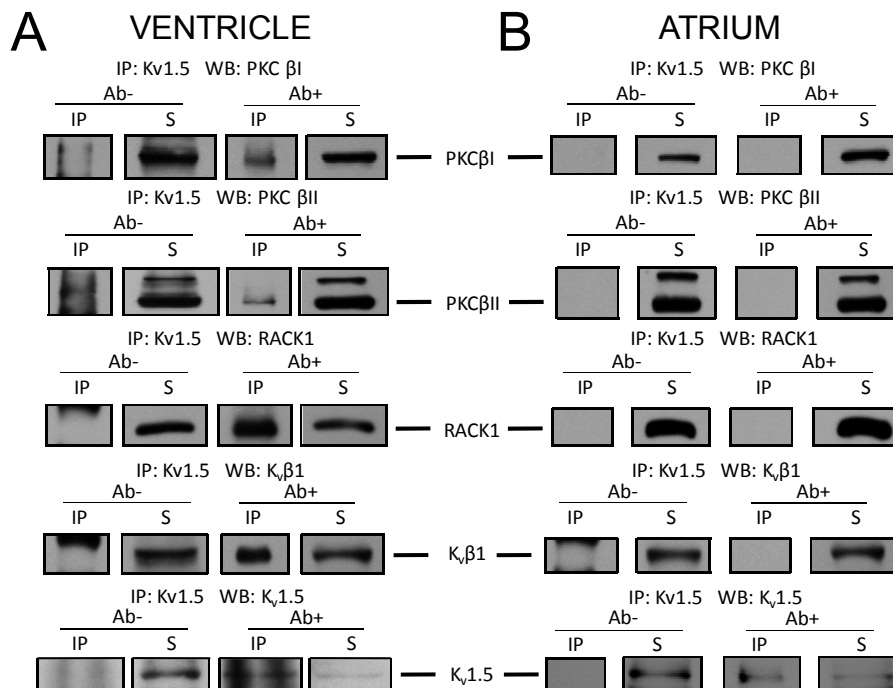 A VENTRICLE
IP: Kv1.5 WB: PKC βI
Ab- Ab+
IP S IP S
B ATRIUM
IP: Kv1.5 WB: PKC βI
Ab- Ab+
IP S IP S
PKCβI
IP: Kv1.5 WB: PKC βII
Ab- Ab+
IP S IP S
IP: Kv1.5 WB: PKC βII
Ab- Ab+
IP S IP S
PKCβII
IP: Kv1.5 WB: RACK1
Ab- Ab+
IP S IP S
IP: Kv1.5 WB: RACK1
Ab- Ab+
IP S IP S
RACK1
IP: Kv1.5 WB: Kᵥβ1
Ab- Ab+
IP S IP S
IP: Kv1.5 WB: Kᵥβ1
Ab- Ab+
IP S IP S
Kᵥβ1
IP: Kv1.5 WB: Kᵥ1.5
Ab- Ab+
IP S IP S
IP: Kv1.5 WB: Kᵥ1.5
Ab- Ab+
IP S IP S
Kᵥ1.5